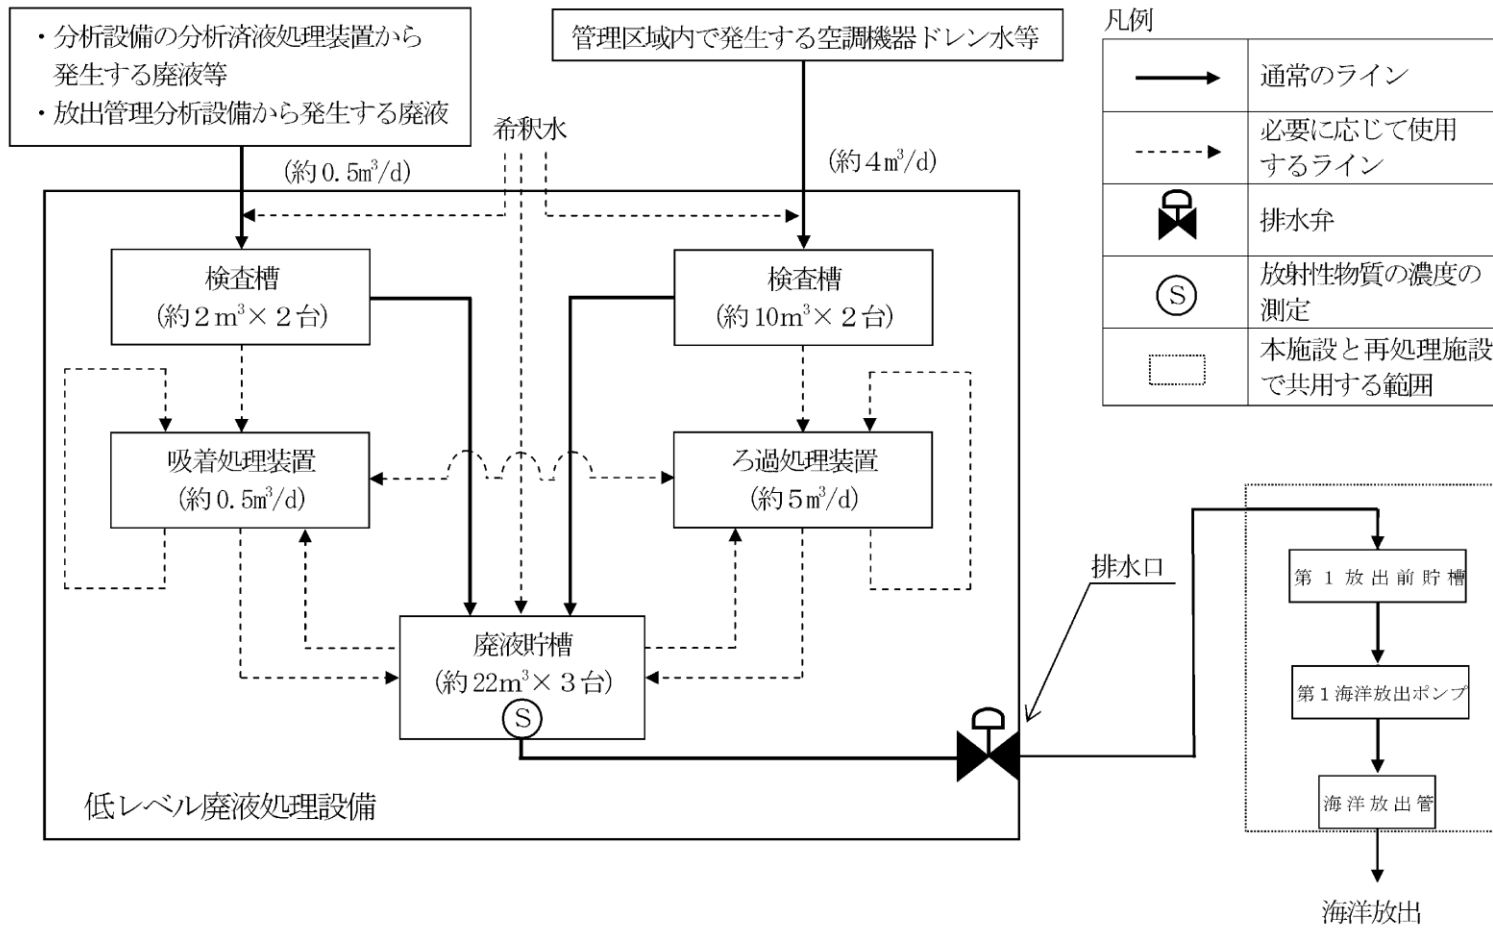 ・分析設備の分析済液処理装置から
発生する廃液等
・放出管理分析設備から発生する廃液
管理区域内で発生する空調機器ドレン水等
希釈水
(約0.5m³/d)
(約4m³/d)
検査槽
(約2m³×2台)
検査槽
(約10m³×2台)
吸着処理装置
(約0.5m³/d)
ろ過処理装置
(約5m³/d)
廃液貯槽
(約22m³×3台)
S
低レベル廃液処理設備
排水口
凡例
通常のライン
必要に応じて使用
するライン
排水弁
S
放射性物質の濃度の
測定
本施設と再処理施設
で共用する範囲
第1放出前貯槽
第1海洋放出ポンプ
海洋放出管
海洋放出